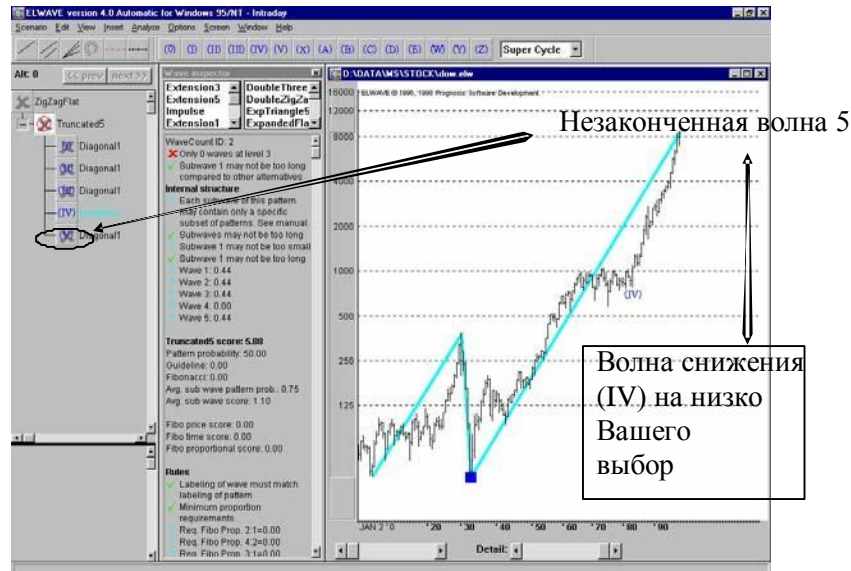 ELWAVE version 4.0 Automatic for Windows 95/NT - Intraday
Scenario Edit View Insert Analyse Options Screen Window Help
(0) (I) (II) (III) (IV) (V) (X) (A) (B) (C) (D) (E) (W) (Y) (Z) Super Cycle
Alt: 0 << prev next >>
ZigZagFlat
Truncated5
Diagonal1
Diagonal1
Diagonal1
(IV)
Diagonal1
Wave Inspector
Extension3 DoubleThree
Extension5 DoubleZigZa
Impulse ExpTriangle5
Extension1 ExpandedFla
WaveCount ID: 2
Only 0 waves at level 3
Subwave 1 may not be too long
compared to other alternatives
Internal structure
Each subwave of this pattern
may contain only a specific
subset of patterns. See manual.
Subwaves may not be too long
Subwave 1 may not be too small
Subwave 1 may not be too long
Wave 1: 0.44
Wave 2: 0.44
Wave 3: 0.44
Wave 4: 0.00
Wave 5: 0.44
Truncated5 score: 5.00
Pattern probability: 50.00
Guideline: 0.00
Fibonacci: 0.00
Avg. sub wave pattern prob.: 0.75
Avg. sub wave score: 1.10
Fibo price score: 0.00
Fibo time score: 0.00
Fibo proportional score: 0.00
Rules
Labeling of wave must match
labeling of pattern
Minimum proportion
requirements
Req. Fibo Prop. 2:1=0.00
Req. Fibo Prop. 4:2=0.00
Req. Fibo Prop. 3:1=0.00
D:\DATA\MS\STOCK\dow.elw
ELWAVE © 1995, 1996 Prognosis Software Development
16000
12000
8000
4000
2000
1000
500
250
125
(IV)
JAN 2 '0 '20 '30 '40 '50 '60 '70 '80 '90
Detail:
Незаконченная волна 5
Волна снижения
(IV) на низко
Вашего
выбор